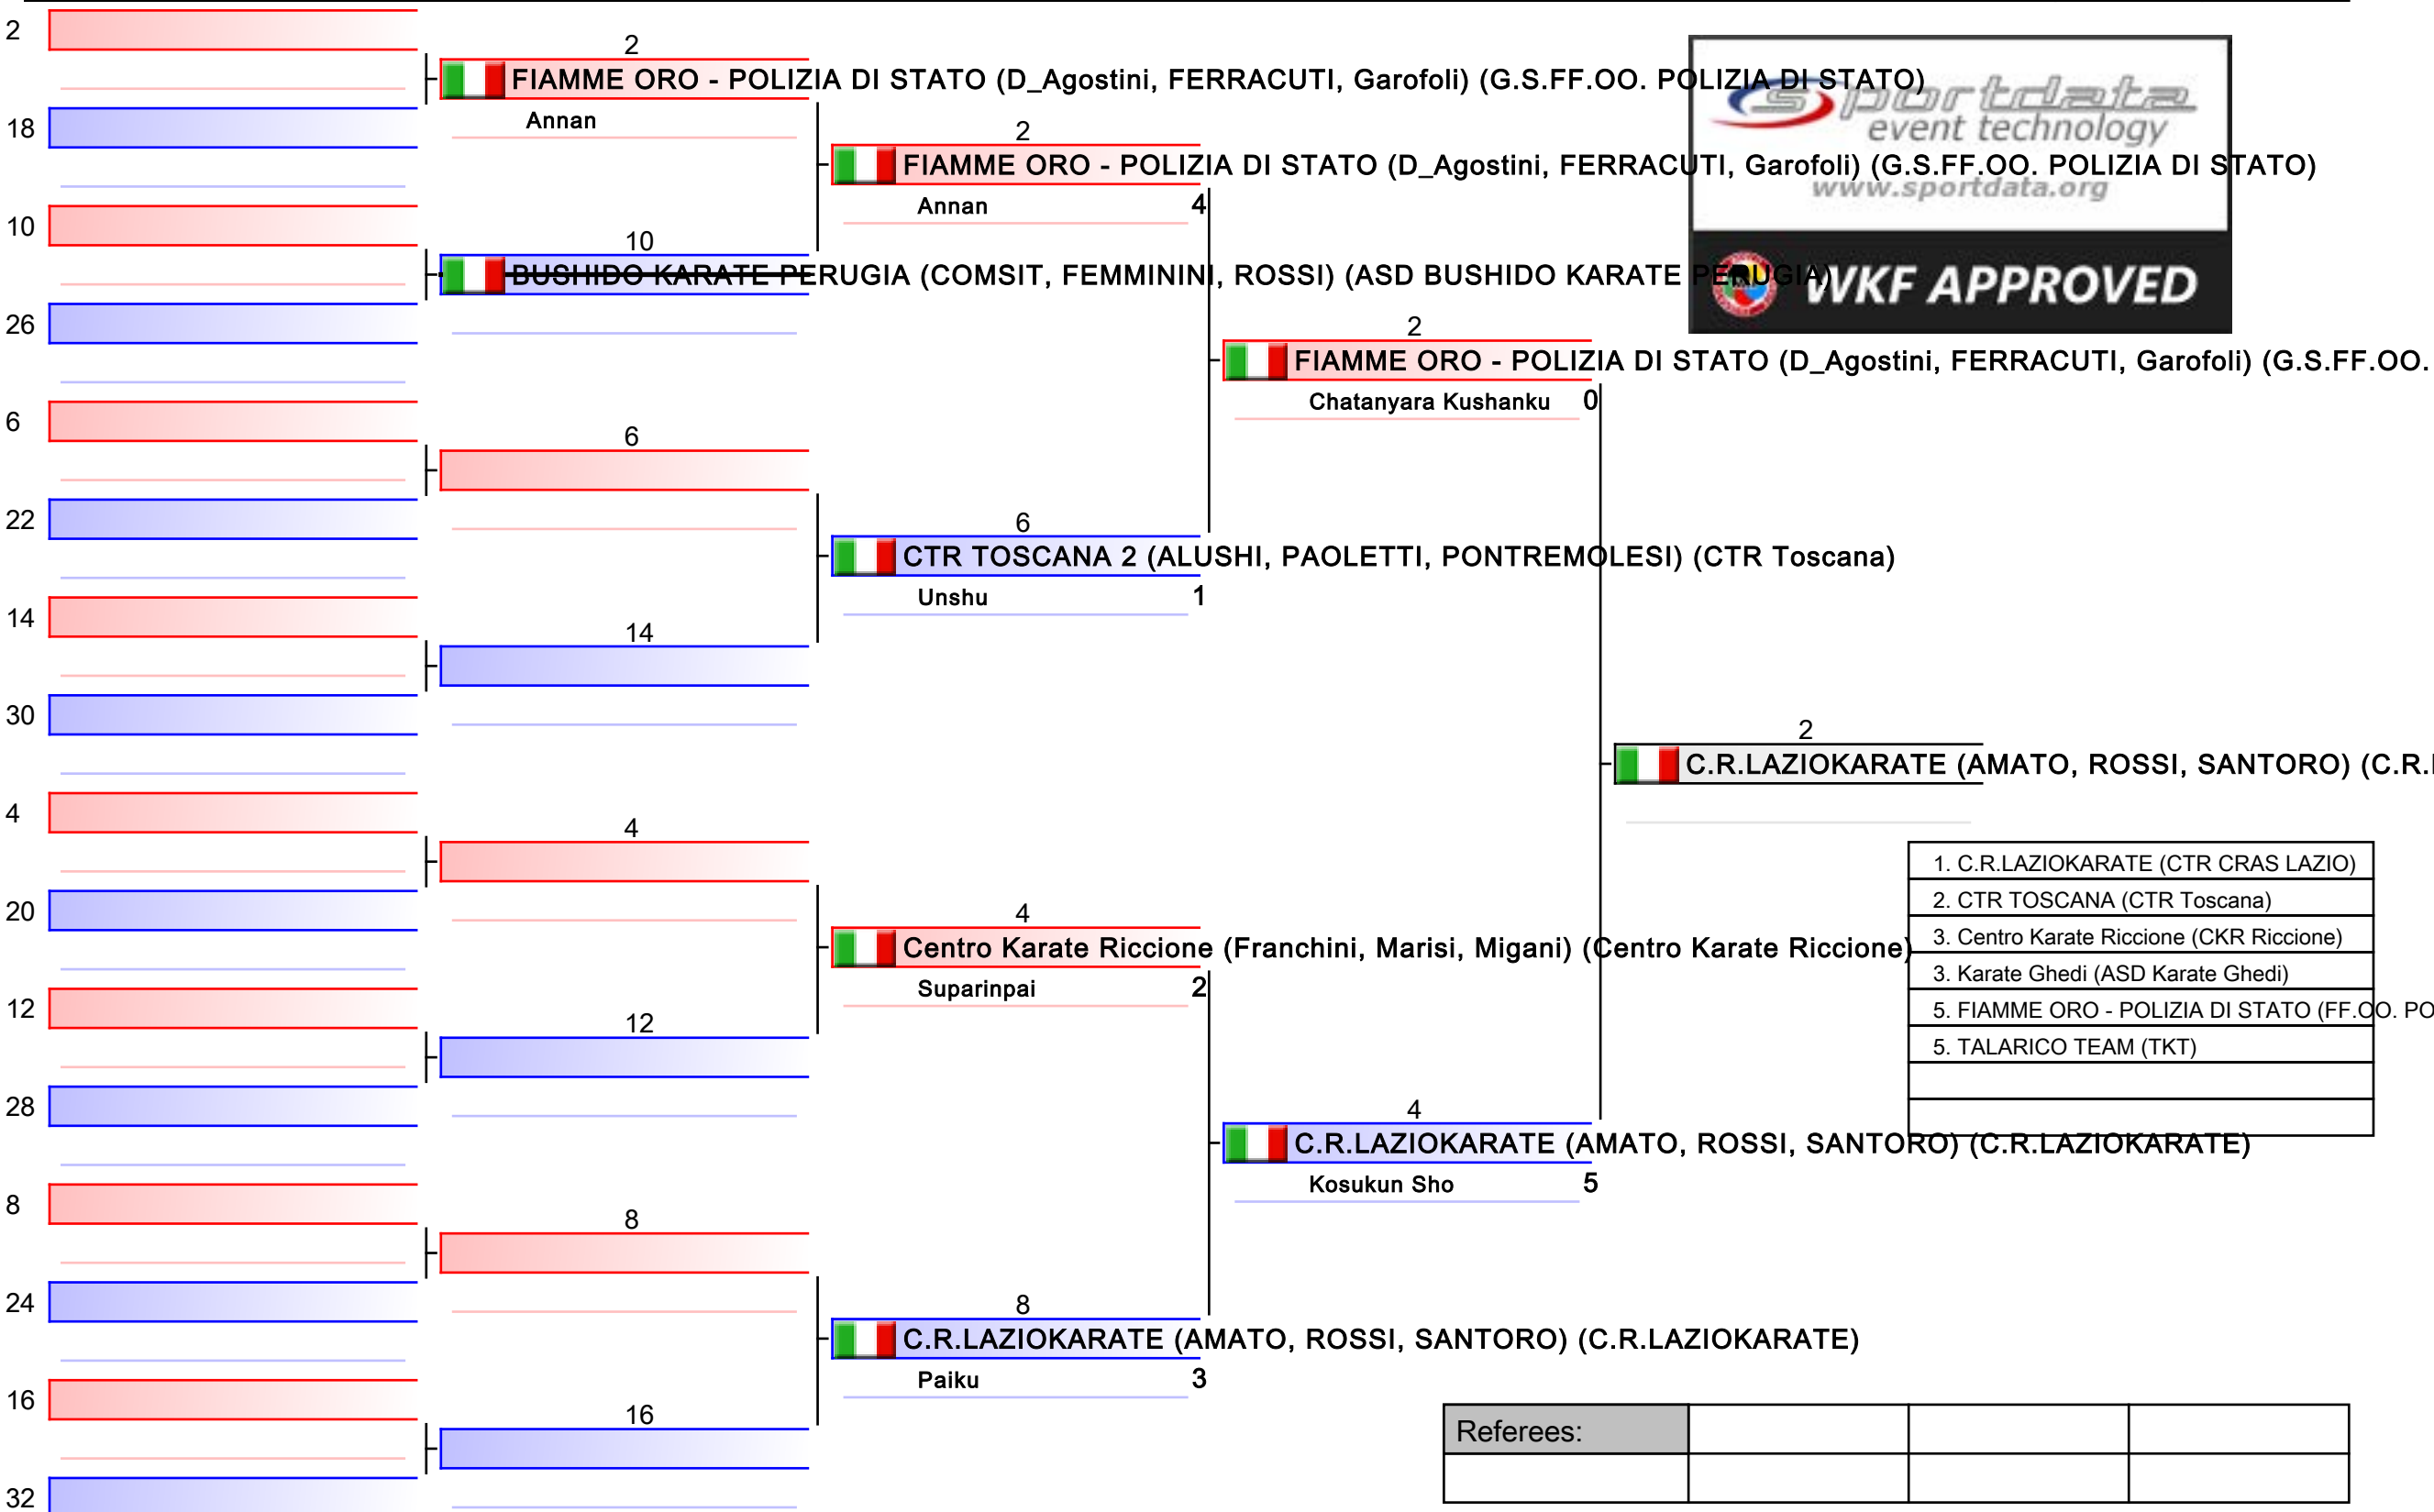 2
2
FIAMME ORO - POLIZIA DI STATO (D_Agostini, FERRACUTI, Garofoli) (G.S.FF.OO. POLIZIA DI STATO)
Annan
sportdata
event technology
www.sportdata.org
WKF APPROVED
18
2
FIAMME ORO - POLIZIA DI STATO (D_Agostini, FERRACUTI, Garofoli) (G.S.FF.OO. POLIZIA DI STATO)
Annan 4
10
10
BUSHIDO KARATE PERUGIA (COMSIT, FEMMININI, ROSSI) (ASD BUSHIDO KARATE PERUGIA)
26
2
FIAMME ORO - POLIZIA DI STATO (D_Agostini, FERRACUTI, Garofoli) (G.S.FF.OO.
Chatanyara Kushanku 0
6
6
22
6
CTR TOSCANA 2 (ALUSHI, PAOLETTI, PONTREMOLESI) (CTR Toscana)
Unshu 1
14
14
30
2
C.R.LAZIOKARATE (AMATO, ROSSI, SANTORO) (C.R.
4
4
1. C.R.LAZIOKARATE (CTR CRAS LAZIO)
2. CTR TOSCANA (CTR Toscana)
3. Centro Karate Riccione (CKR Riccione)
3. Karate Ghedi (ASD Karate Ghedi)
5. FIAMME ORO - POLIZIA DI STATO (FF.OO. PO
5. TALARICO TEAM (TKT)
20
4
Centro Karate Riccione (Franchini, Marisi, Migani) (Centro Karate Riccione)
Suparinpai 2
12
12
28
4
C.R.LAZIOKARATE (AMATO, ROSSI, SANTORO) (C.R.LAZIOKARATE)
Kosukun Sho 5
8
8
24
8
C.R.LAZIOKARATE (AMATO, ROSSI, SANTORO) (C.R.LAZIOKARATE)
Paiku 3
16
16
Referees:
32